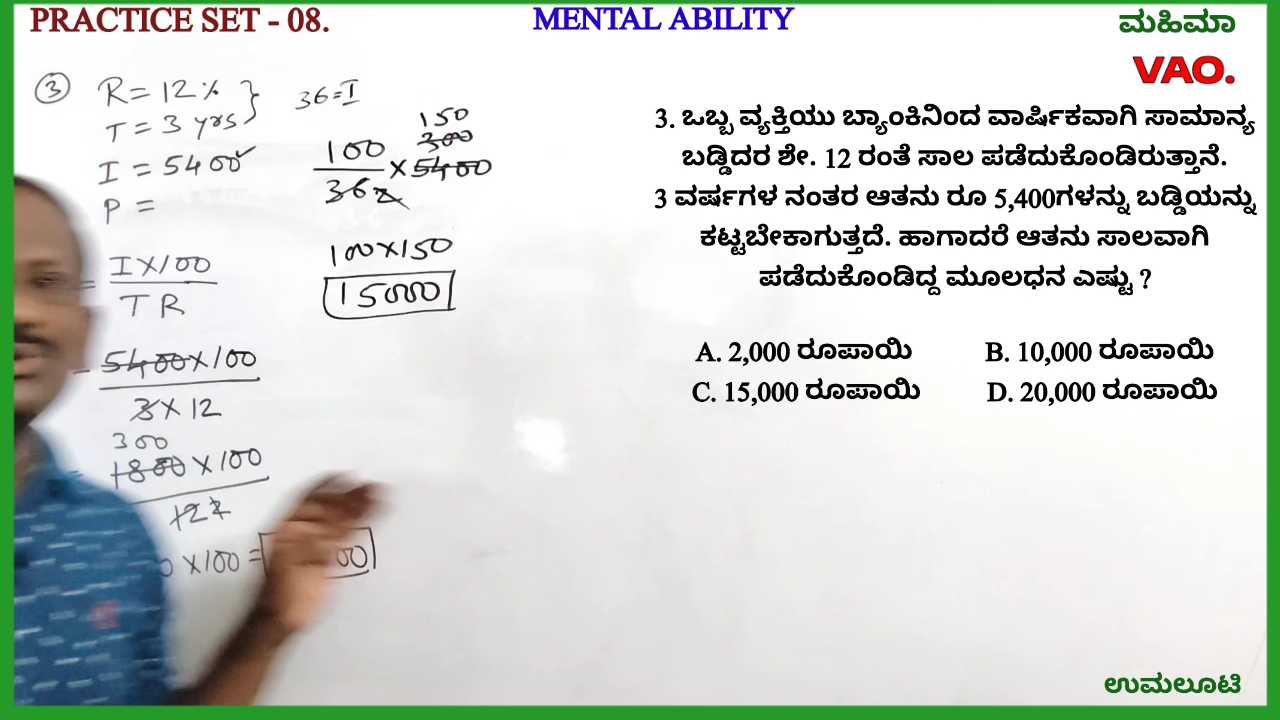 PRACTICE SET - 08.
MENTAL ABILITY
ಮಹಿಮಾ
VAO.
3. ಒಬ್ಬ ವ್ಯಕ್ತಿಯು ಬ್ಯಾಂಕಿನಿಂದ ವಾರ್ಷಿಕವಾಗಿ ಸಾಮಾನ್ಯ
ಬಡ್ಡಿದರ ಶೇ. 12 ರಂತೆ ಸಾಲ ಪಡೆದುಕೊಂಡಿರುತ್ತಾನೆ.
3 ವರ್ಷಗಳ ನಂತರ ಆತನು ರೂ 5,400ಗಳನ್ನು ಬಡ್ಡಿಯನ್ನು
ಕಟ್ಟಬೇಕಾಗುತ್ತದೆ. ಹಾಗಾದರೆ ಆತನು ಸಾಲವಾಗಿ
ಪಡೆದುಕೊಂಡಿದ್ದ ಮೂಲಧನ ಎಷ್ಟು ?
A. 2,000 ರೂಪಾಯಿ B. 10,000 ರೂಪಾಯಿ
C. 15,000 ರೂಪಾಯಿ D. 20,000 ರೂಪಾಯಿ
③ R = 12%
T = 3 yrs
I = 5400
P =
= I × 100
T R
5400 × 100
3 × 12
300
1800 × 100
12
× 100 =
36 = I
150
300
100 × 5400
36 2
100 × 150
15000
ಉಮಲೂಟಿ